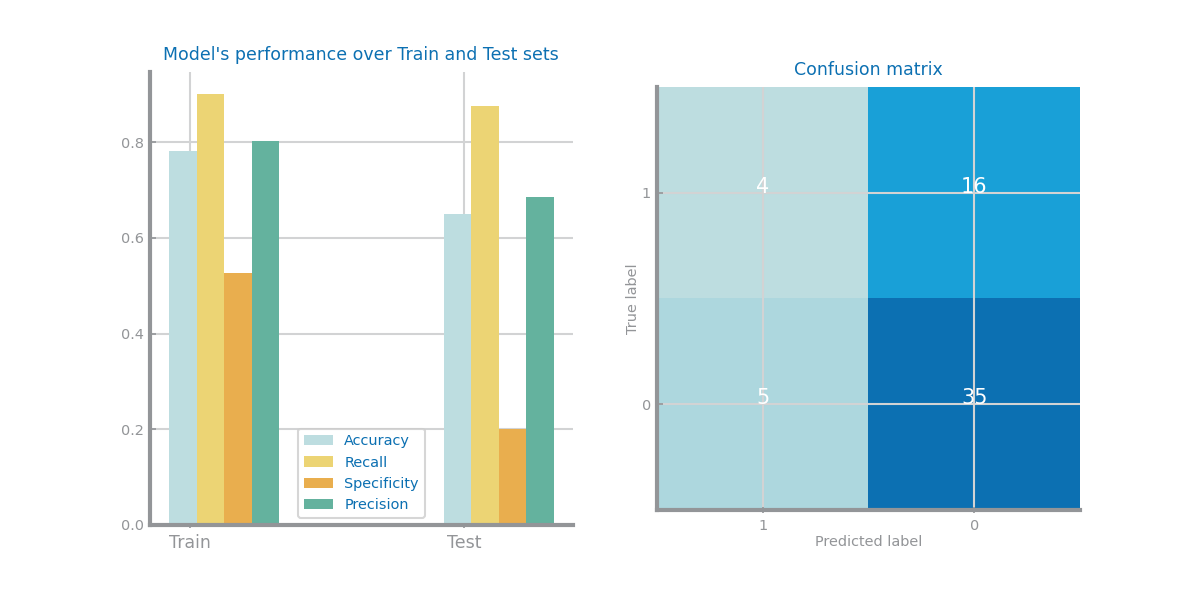 Model's performance over Train and Test sets
0.8
0.6
0.4
0.2
0.0
Train
Test
Accuracy
Recall
Specificity
Precision
Confusion matrix
True label
1
0
4
16
5
35
1
0
Predicted label